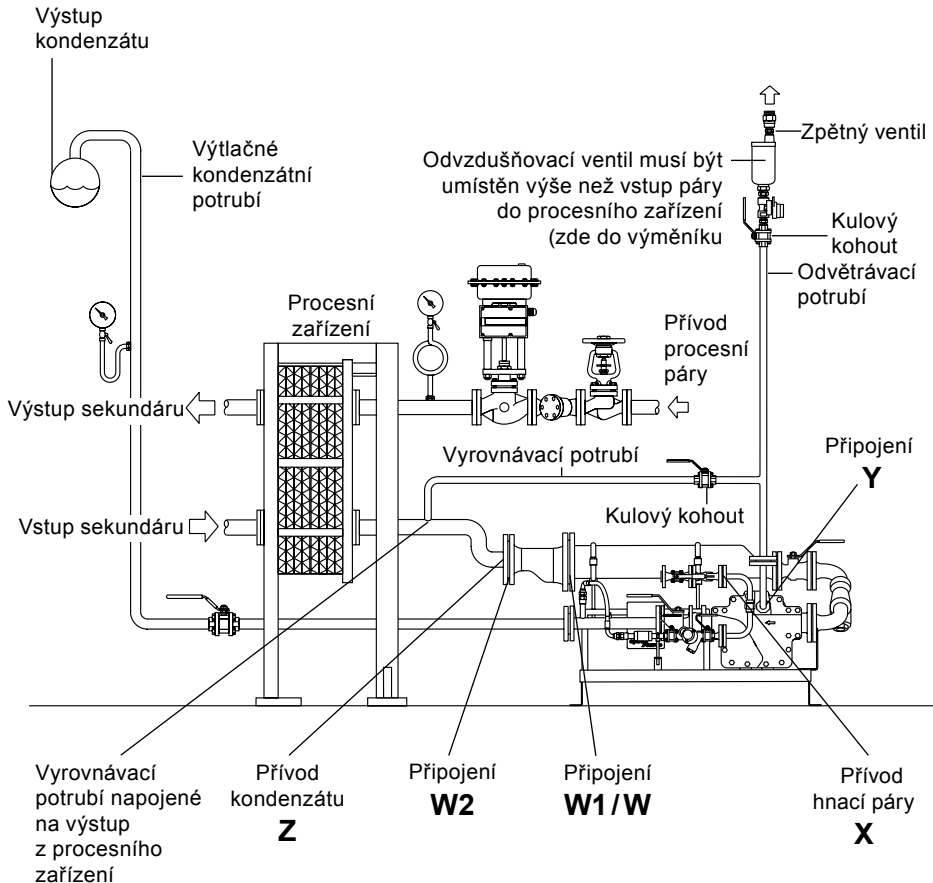 Výstup
kondenzátu
Výtlačné
kondenzátní
potrubí
Zpětný ventil
Odvzdušňovací ventil musí být
umístěn výše než vstup páry
do procesního zařízení
(zde do výměníku
Kulový
kohout
Odvětrávací
potrubí
Procesní
zařízení
Přívod
procesní
páry
Výstup sekundáru
Vyrovnávací potrubí
Připojení
Y
Vstup sekundáru
Kulový kohout
Vyrovnávací
potrubí napojené
na výstup
z procesního
zařízení
Přívod
kondenzátu
Z
Připojení
W2
Připojení
W1/W
Přívod
hnací páry
X